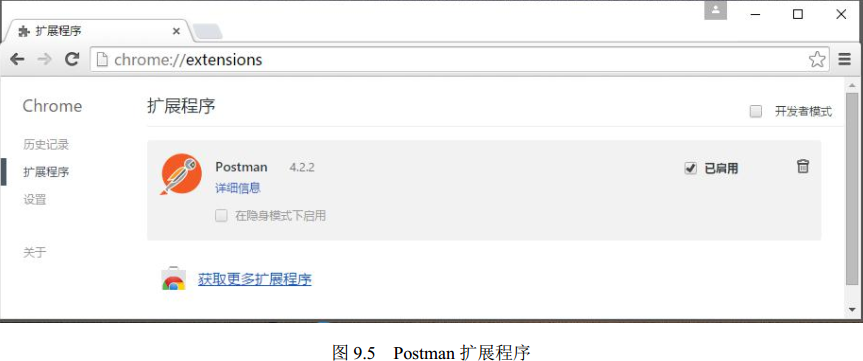 扩展程序
chrome://extensions
Chrome
扩展程序
开发者模式
历史记录
扩展程序
设置
关于
Postman 4.2.2
已启用
详细信息
在隐身模式下启用
获取更多扩展程序
图 9.5 Postman 扩展程序